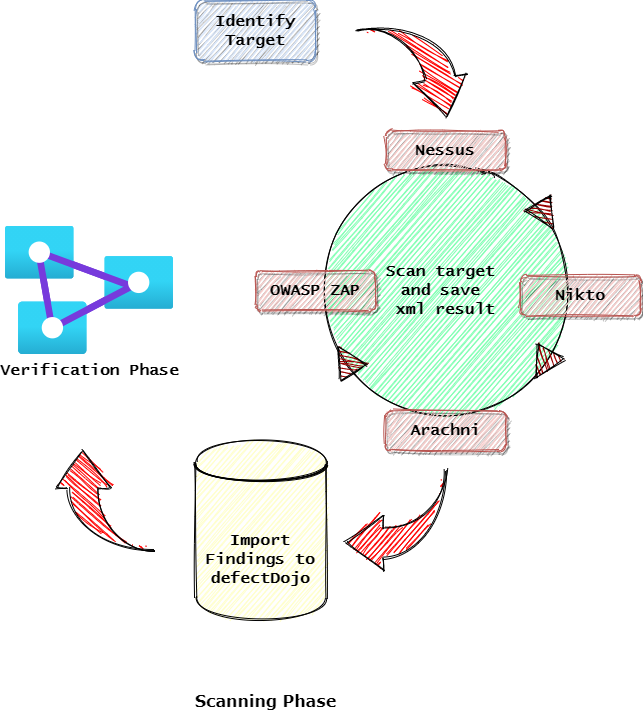 Identify
Target
Nessus
Scan target
and save
xml result
OWASP ZAP
Nikto
Verification Phase
Arachni
Import
Findings to
defectDojo
Scanning Phase